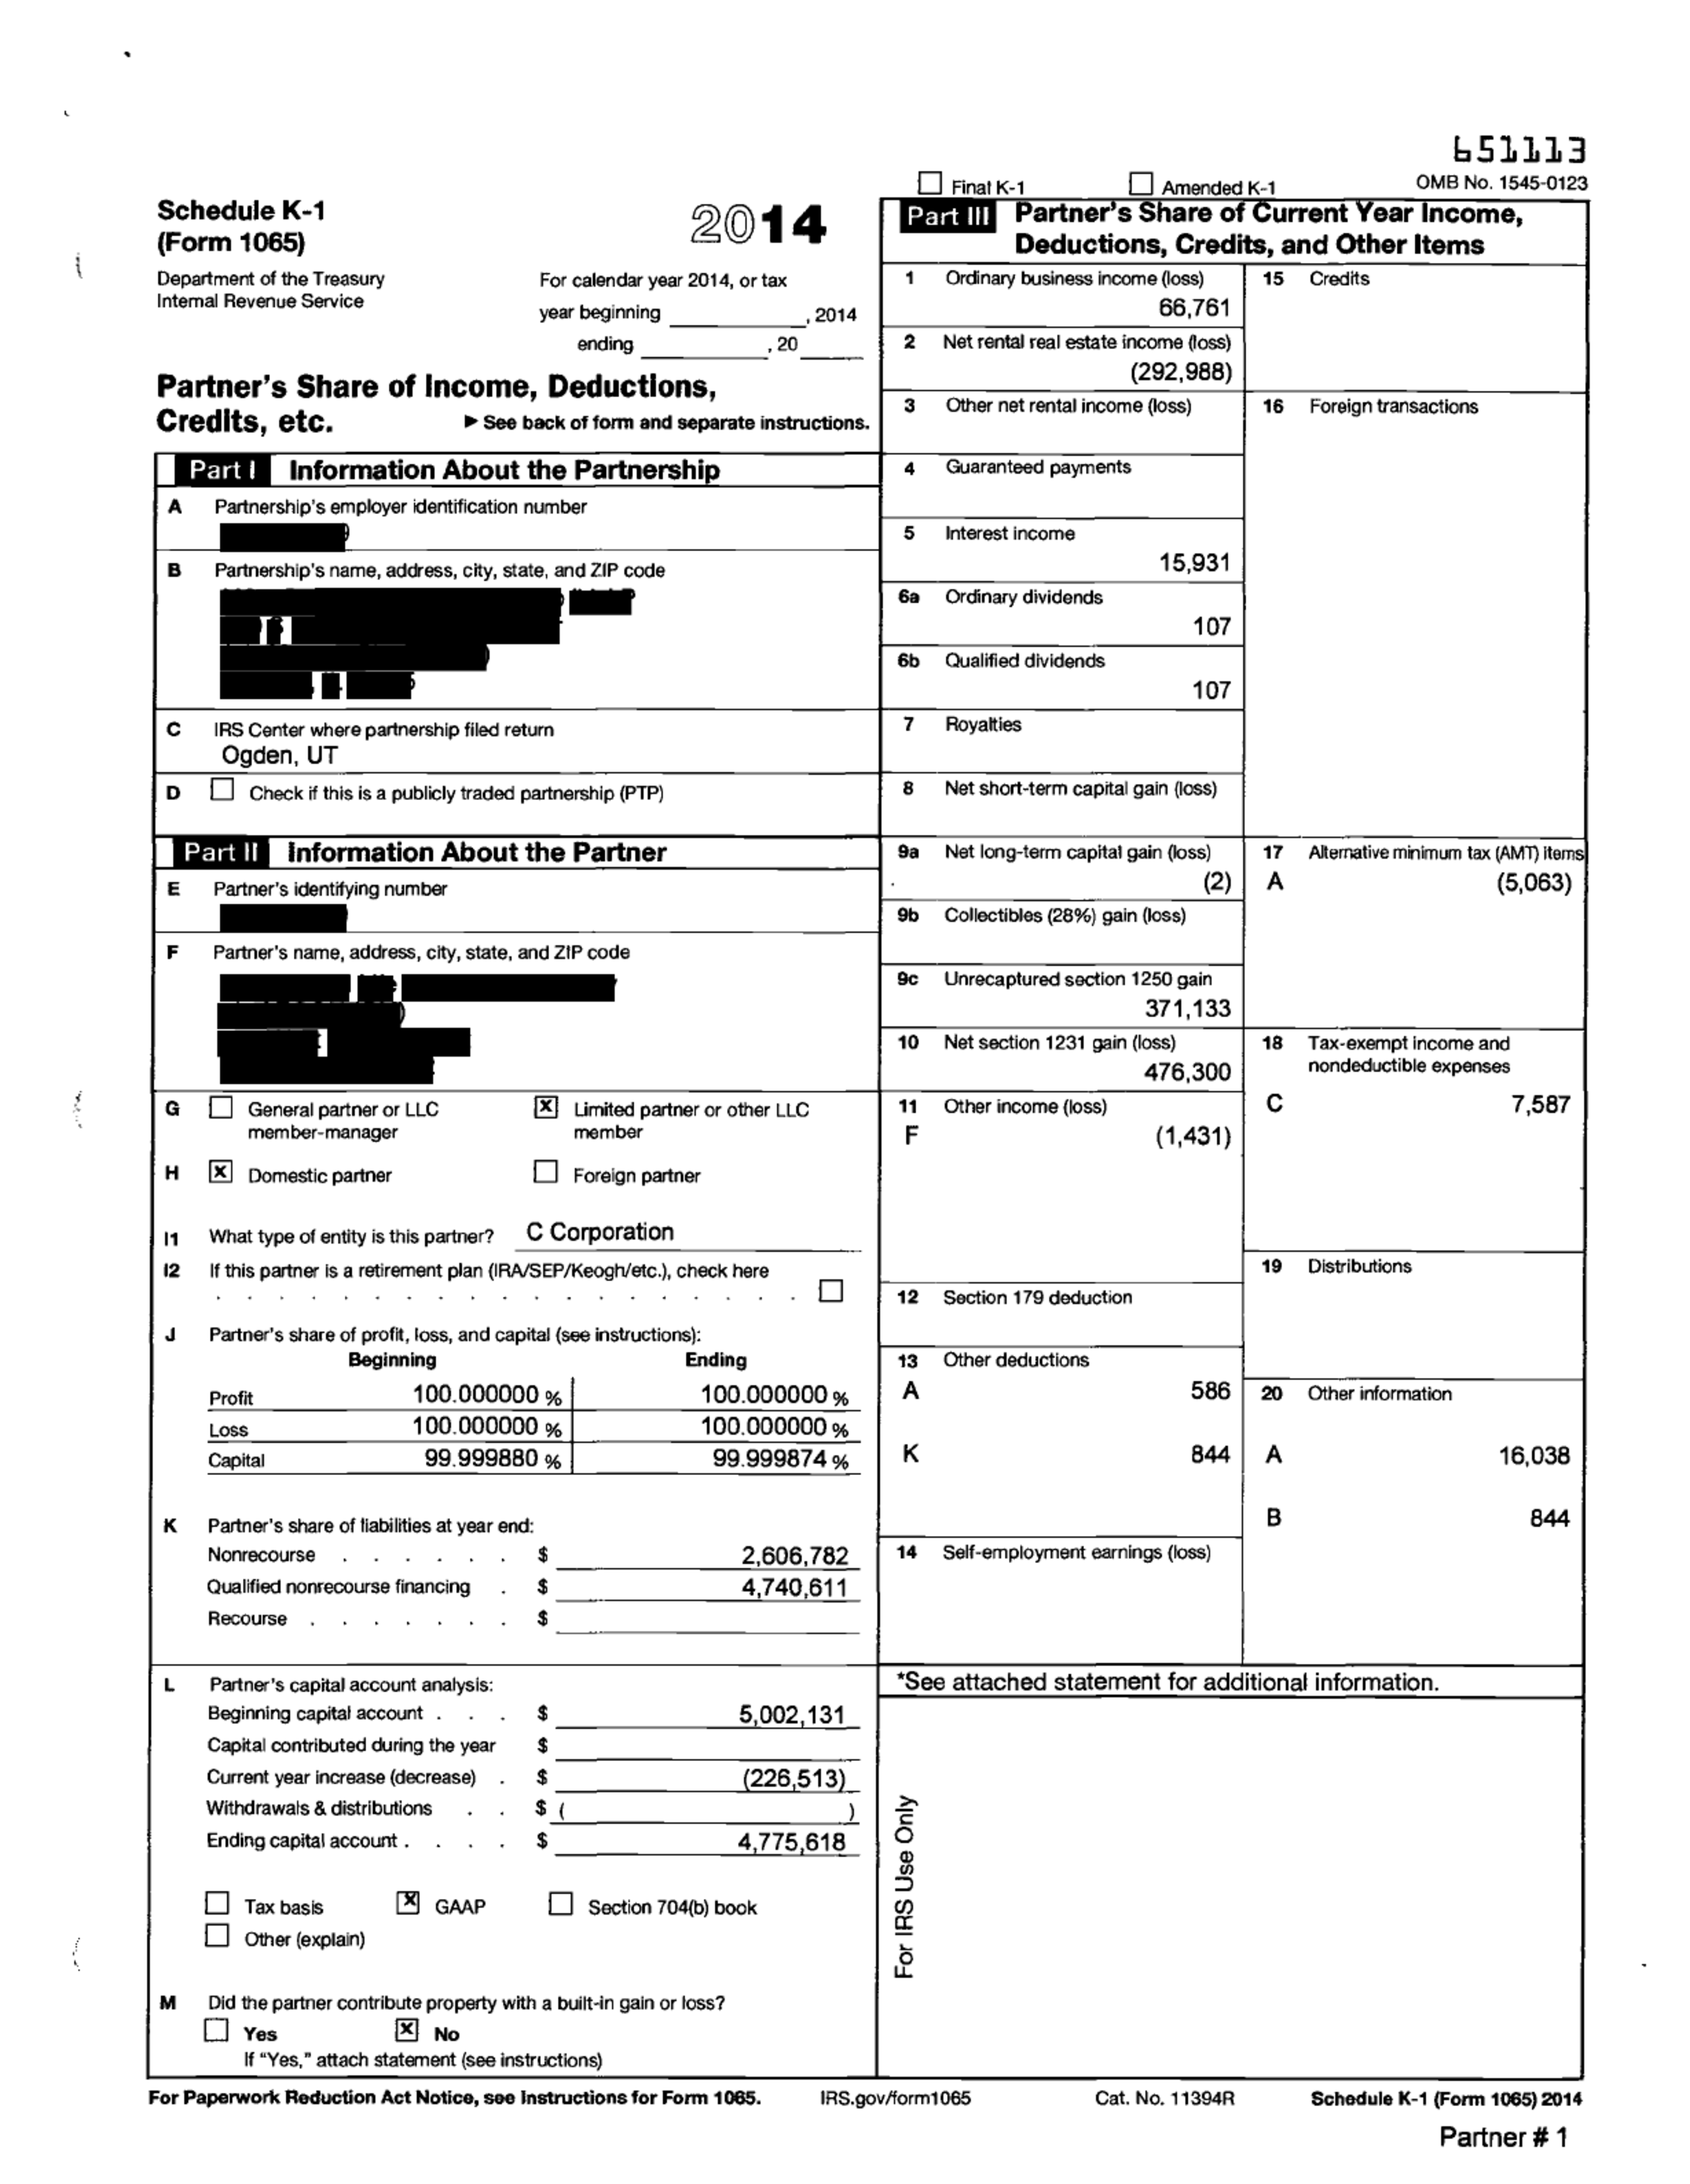 651113
Final K-1 Amended K-1 OMB No. 1545-0123
Schedule K-1
(Form 1065)
2014
Department of the Treasury
Internal Revenue Service
For calendar year 2014, or tax
year beginning , 2014
ending , 20
Partner's Share of Income, Deductions,
Credits, etc. ► See back of form and separate instructions.
Part I Information About the Partnership
A Partnership's employer identification number
B Partnership's name, address, city, state, and ZIP code
C IRS Center where partnership filed return
Ogden, UT
D Check if this is a publicly traded partnership (PTP)
Part II Information About the Partner
E Partner's identifying number
F Partner's name, address, city, state, and ZIP code
G General partner or LLC member-manager X Limited partner or other LLC member
H X Domestic partner Foreign partner
I1 What type of entity is this partner? C Corporation
I2 If this partner is a retirement plan (IRA/SEP/Keogh/etc.), check here
. . . . . . . . . . . . . . . . . . .
J Partner's share of profit, loss, and capital (see instructions):
Beginning Ending
Profit 100.000000 % 100.000000 %
Loss 100.000000 % 100.000000 %
Capital 99.999880 % 99.999874 %
K Partner's share of liabilities at year end:
Nonrecourse . . . . . . $ 2,606,782
Qualified nonrecourse financing . $ 4,740,611
Recourse . . . . . . . $
L Partner's capital account analysis:
Beginning capital account . . . $ 5,002,131
Capital contributed during the year $
Current year increase (decrease) . $ (226,513)
Withdrawals & distributions . . $ ( )
Ending capital account . . . . $ 4,775,618
Tax basis X GAAP Section 704(b) book
Other (explain)
M Did the partner contribute property with a built-in gain or loss?
Yes X No
If "Yes," attach statement (see instructions)
Part III Partner's Share of Current Year Income,
Deductions, Credits, and Other Items
1 Ordinary business income (loss)
66,761
2 Net rental real estate income (loss)
(292,988)
3 Other net rental income (loss)
4 Guaranteed payments
5 Interest income
15,931
6a Ordinary dividends
107
6b Qualified dividends
107
7 Royalties
8 Net short-term capital gain (loss)
9a Net long-term capital gain (loss)
(2)
9b Collectibles (28%) gain (loss)
9c Unrecaptured section 1250 gain
371,133
10 Net section 1231 gain (loss)
476,300
11 Other income (loss)
F (1,431)
12 Section 179 deduction
13 Other deductions
A 586
K 844
14 Self-employment earnings (loss)
15 Credits
16 Foreign transactions
17 Alternative minimum tax (AMT) items
A (5,063)
18 Tax-exempt income and
nondeductible expenses
C 7,587
19 Distributions
20 Other information
A 16,038
B 844
*See attached statement for additional information.
For IRS Use Only
For Paperwork Reduction Act Notice, see Instructions for Form 1065. IRS.gov/form1065 Cat. No. 11394R Schedule K-1 (Form 1065) 2014
Partner # 1